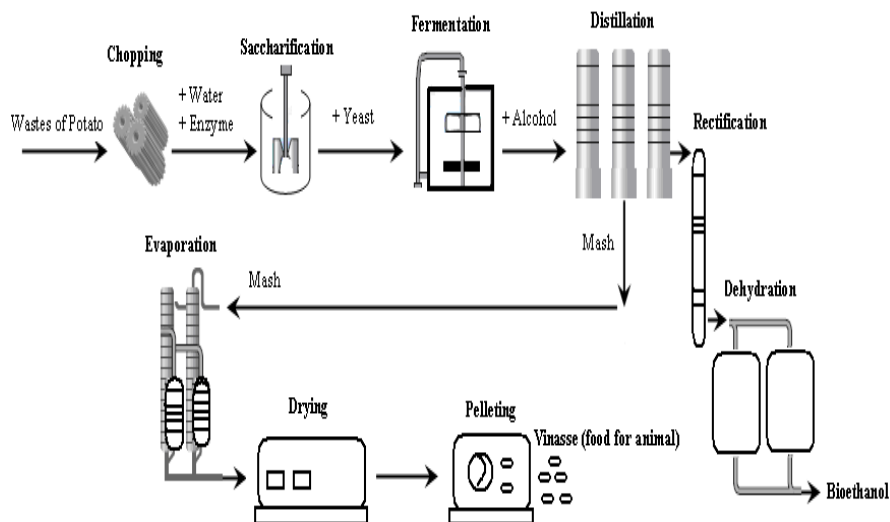 Wastes of Potato
Chopping
+ Water
+ Enzyme
Saccharification
+ Yeast
Fermentation
+ Alcohol
Distillation
Rectification
Mash
Dehydration
Bioethanol
Mash
Evaporation
Drying
Pelleting
Vinasse (food for animal)